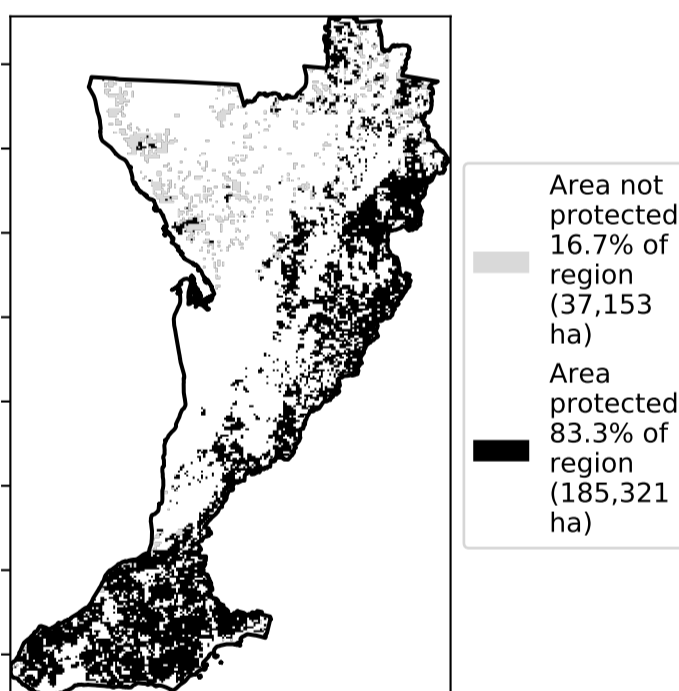 Area not
protected
16.7% of
region
(37,153
ha)
Area
protected
83.3% of
region
(185,321
ha)